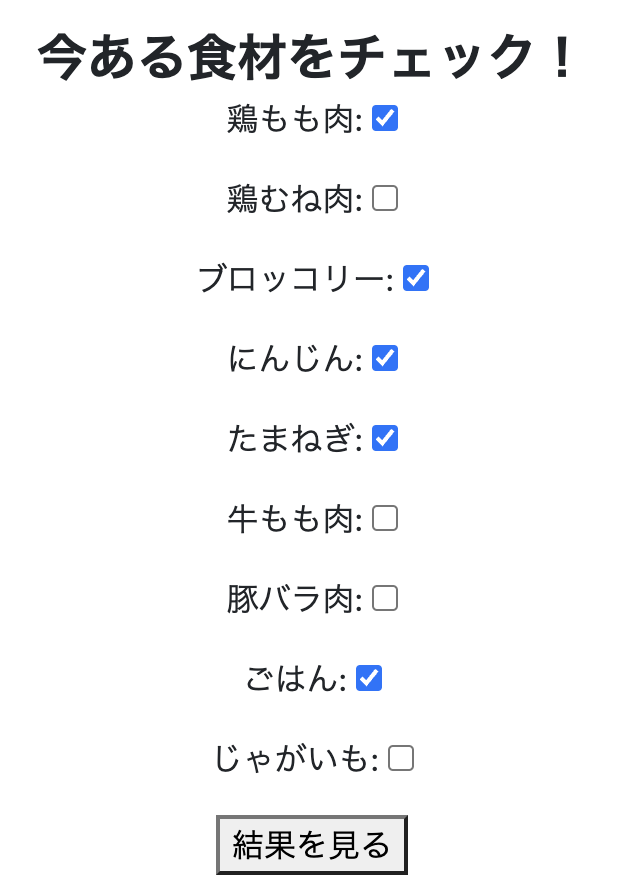 今ある食材をチェック！
鶏もも肉:
鶏むね肉:
ブロッコリー:
にんじん:
たまねぎ:
牛もも肉:
豚バラ肉:
ごはん:
じゃがいも:
結果を見る